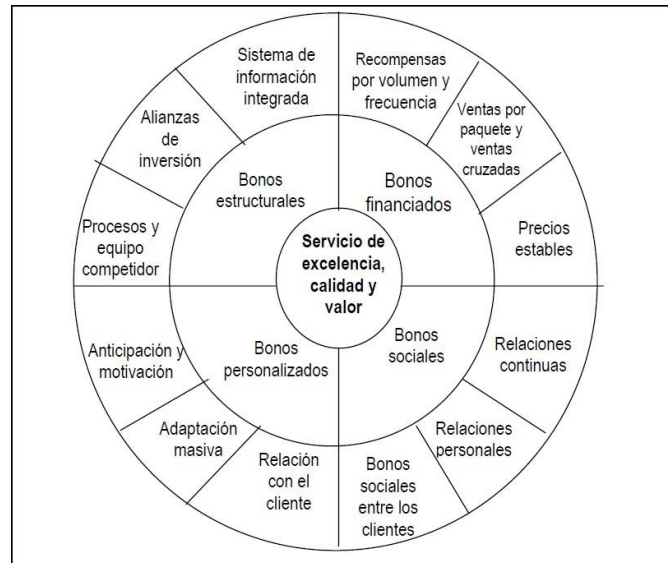 Sistema de
información
integrada
Recompensas
por volumen y
frecuencia
Alianzas
de
inversión
Ventas por
paquete y
ventas
cruzadas
Bonos
estructurales
Bonos
financiados
Procesos y
equipo
competidor
Precios
estables
Servicio de
excelencia,
calidad y
valor
Anticipación y
motivación
Bonos
personalizados
Bonos
sociales
Relaciones
continuas
Adaptación
masiva
Relaciones
personales
Relación
con el
cliente
Bonos
sociales
entre los
clientes